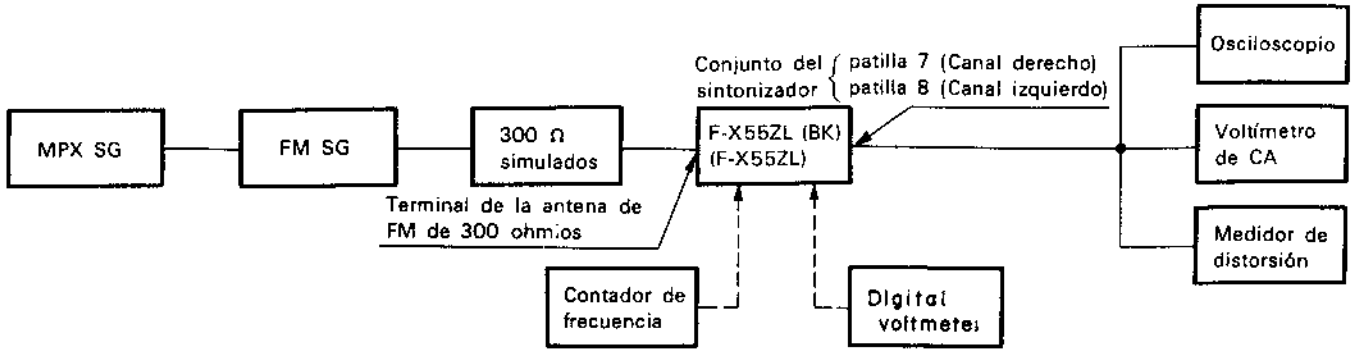 MPX SG
FM SG
300 Ω
simulados
Terminal de la antena de
FM de 300 ohmios
Conjunto del
sintonizador
patilla 7 (Canal derecho)
patilla 8 (Canal izquierdo)
F-X55ZL (BK)
(F-X55ZL)
Contador de
frecuencia
Digital
voltmeter
Osciloscopio
Voltímetro
de CA
Medidor de
distorsión